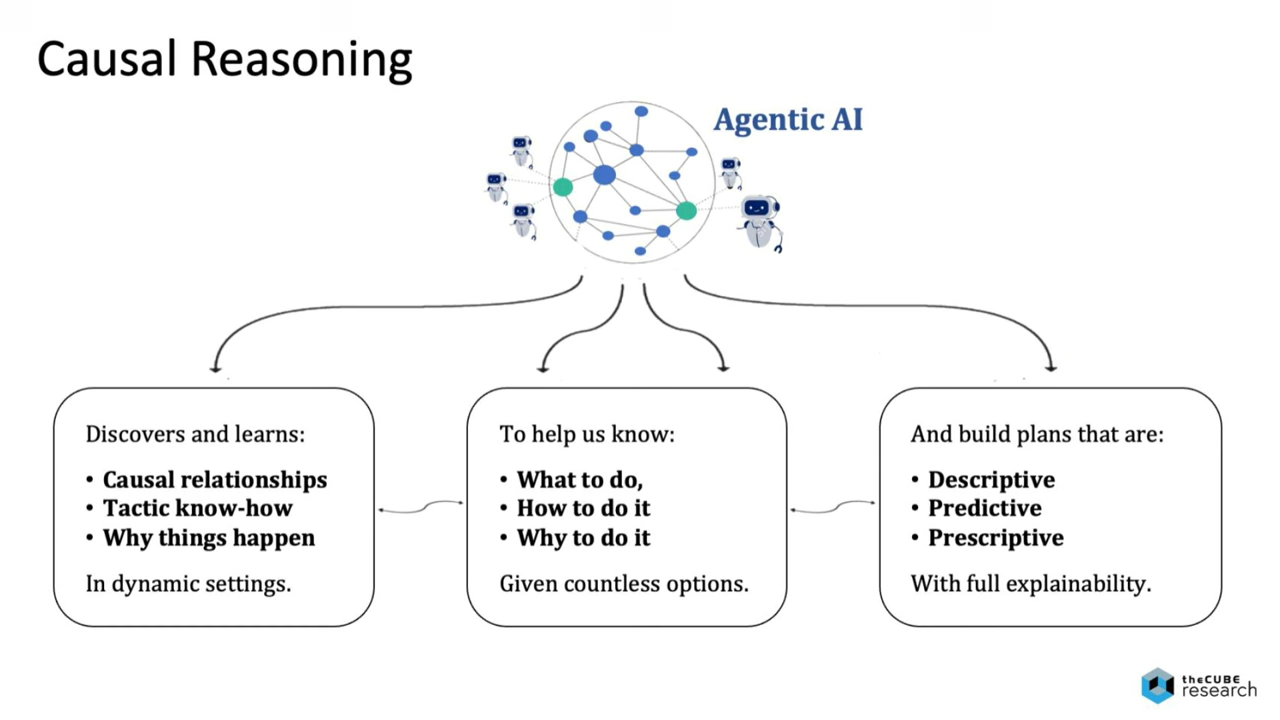 Causal Reasoning
Agentic AI
Discovers and learns:
• Causal relationships
• Tactic know-how
• Why things happen
In dynamic settings.
To help us know:
• What to do,
• How to do it
• Why to do it
Given countless options.
And build plans that are:
• Descriptive
• Predictive
• Prescriptive
With full explainability.
theCUBE
research